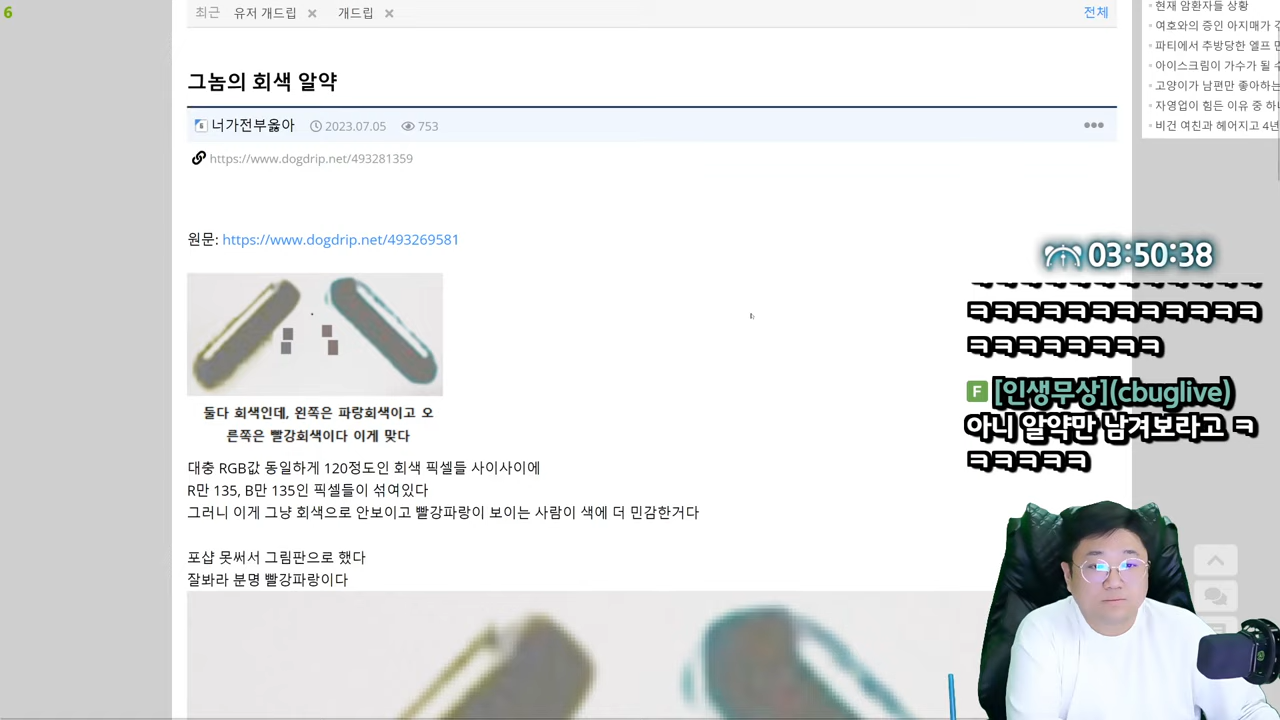 6
최근 유저 개드립 × 개드립 × 전체
현재 암환자들 상황
여호와의 증인 아지매가
파티에서 추방당한 엘프
아이스크림이 가수가 될
고양이가 남편만 좋아하는
자영업이 힘든 이유 중
비건 여친과 헤어지고 4년
그놈의 회색 알약
너가전부옳아 2023.07.05 753 •••
https://www.dogdrip.net/493281359
원문: https://www.dogdrip.net/493269581
둘다 회색인데, 왼쪽은 파랑회색이고 오
른쪽은 빨강회색이다 이게 맞다
대충 RGB값 동일하게 120정도인 회색 픽셀들 사이사이에
R만 135, B만 135인 픽셀들이 섞여있다
그러니 이게 그냥 회색으로 안보이고 빨강파랑이 보이는 사람이 색에 더 민감한거다
포샵 못써서 그림판으로 했다
잘봐라 분명 빨강파랑이다
03:50:38
ㅋㅋㅋㅋㅋㅋㅋㅋㅋㅋㅋㅋ
ㅋㅋㅋㅋㅋㅋㅋㅋ
F [인생무상](cbuglive)
아니 알약만 남겨보라고 ㅋ
ㅋㅋㅋㅋㅋ